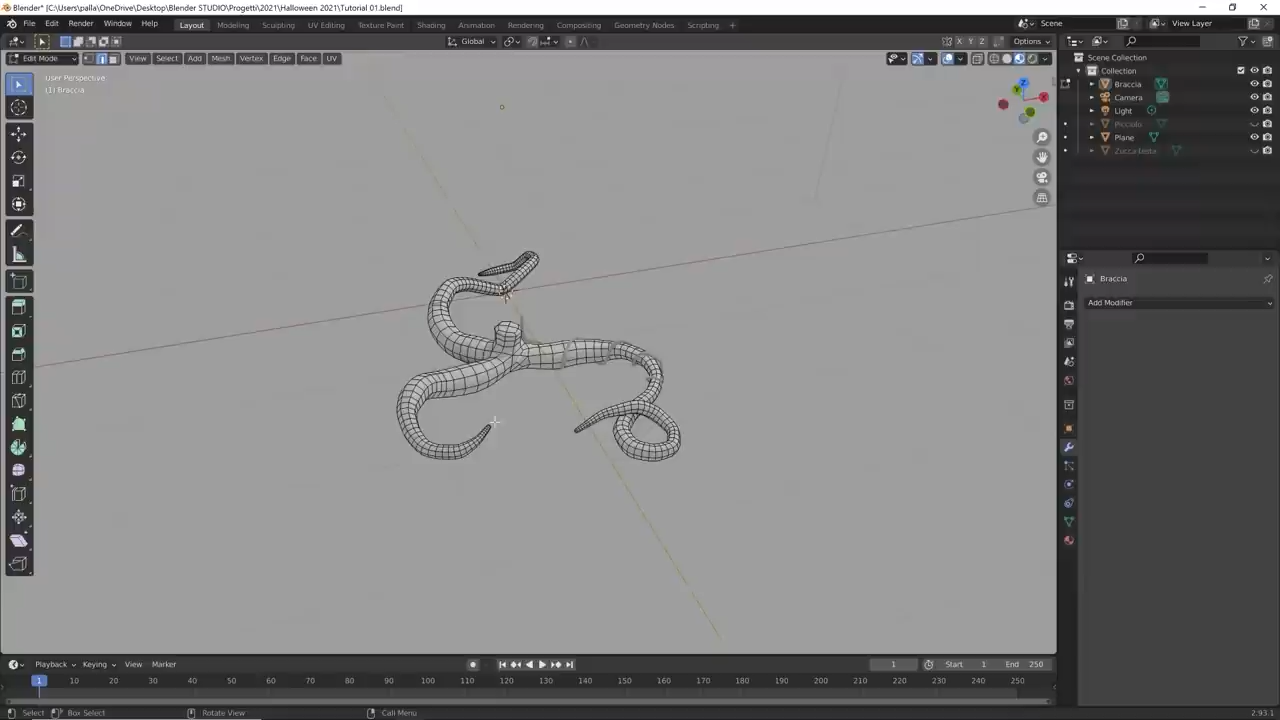 Blender* [C:\Users\palla\OneDrive\Desktop\Blender STUDIO\Progetti\2021\Halloween 2021\Tutorial 01.blend]
File Edit Render Window Help Layout Modeling Sculpting UV Editing Texture Paint Shading Animation Rendering Compositing Geometry Nodes Scripting Scene View Layer
Global X Y Z Options
Edit Mode View Select Add Mesh Vertex Edge Face UV
Scene Collection
Collection
User Perspective
(1) Braccia
Braccia
Camera
Light
Picciolo
Plane
Zucca testa
Braccia
Add Modifier
Playback Keying View Marker 1 Start 1 End 250
1 10 20 30 40 50 60 70 80 90 100 110 120 130 140 150 160 170 180 190 200 210 220 230 240 250
Select Box Select Rotate View Call Menu 2.93.1